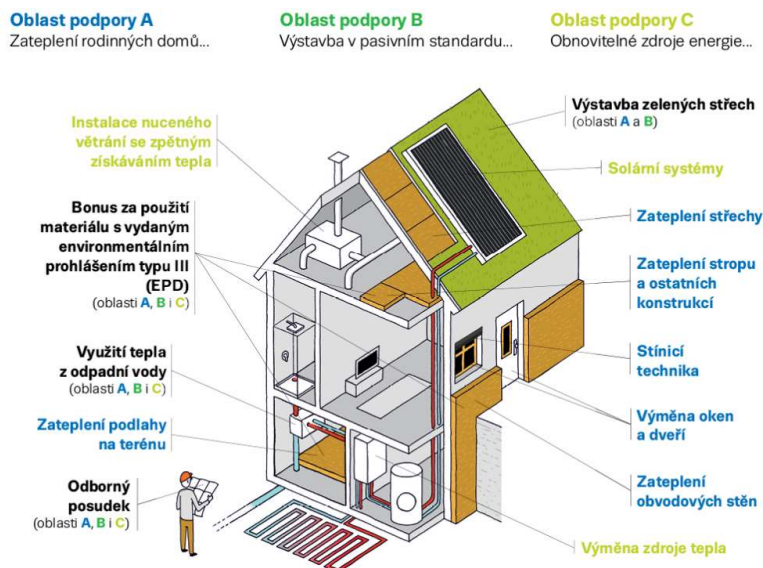 Oblast podpory A
Zateplení rodinných domů...
Oblast podpory B
Výstavba v pasivním standardu...
Oblast podpory C
Obnovitelné zdroje energie...
Instalace nuceného
větrání se zpětným
získáváním tepla
Bonus za použití
materiálu s vydaným
environmentálním
prohlášením typu III
(EPD)
(oblasti A, B i C)
Využití tepla
z odpadní vody
(oblasti A, B i C)
Zateplení podlahy
na terénu
Odborný
posudek
(oblasti A, B i C)
Výstavba zelených střech
(oblasti A a B)
Solární systémy
Zateplení střechy
Zateplení stropu
a ostatních
konstrukcí
Stínicí
technika
Výměna oken
a dveří
Zateplení
obvodových stěn
Výměna zdroje tepla